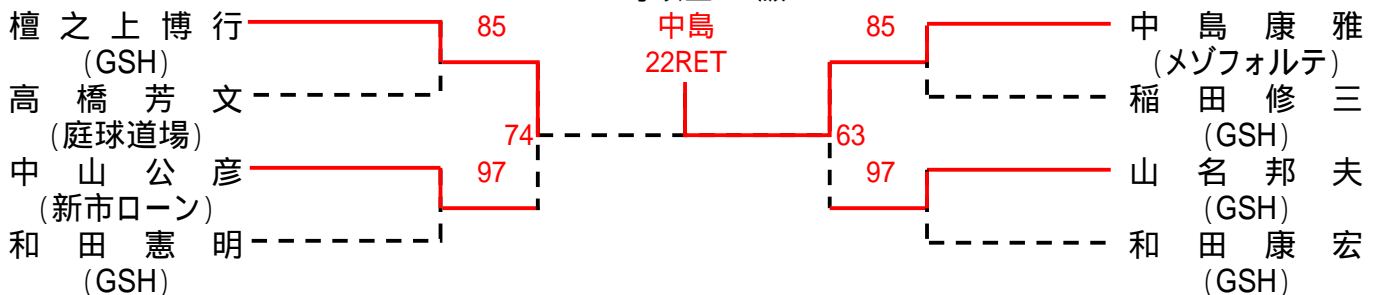 檀之上博行
(GSH)
高橋芳文
(庭球道場)
中山公彦
(新市ローン)
和田憲明
(GSH)
85
74
97
中島
22RET
85
63
97
中島康雅
(メゾフォルテ)
稲田修三
(GSH)
山名邦夫
(GSH)
和田康宏
(GSH)